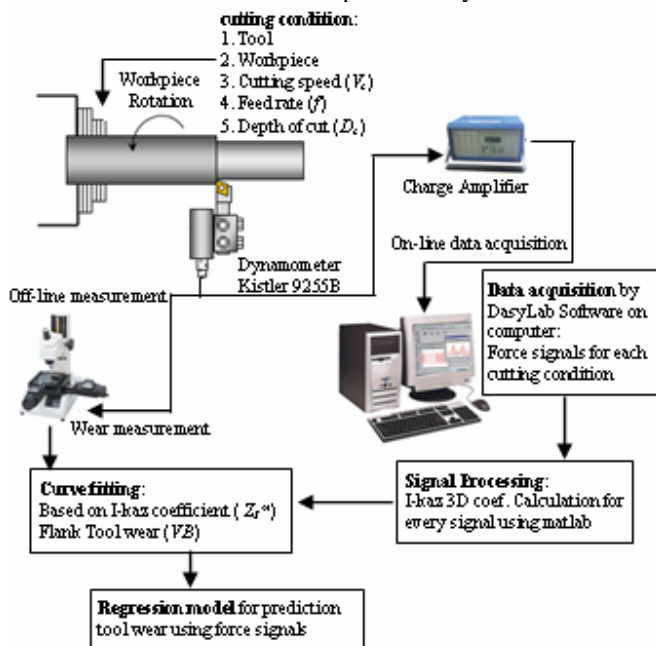 cutting condition:
1. Tool
2. Workpiece
3. Cutting speed (Vc)
4. Feed rate (f)
5. Depth of cut (Dc)
Workpiece
Rotation
Charge Amplifier
On-line data acquisition
Dynamometer
Kistler 9255B
Off-line measurement
Wear measurement
Data acquisition by
DasyLab Software on
computer:
Force signals for each
cutting condition
Signal Processing:
I-kaz 3D coef. Calculation for
every signal using matlab
Curve fitting:
Based on I-kaz coefficient ( )
Flank Tool wear (VB)
Regression model for prediction
tool wear using force signals